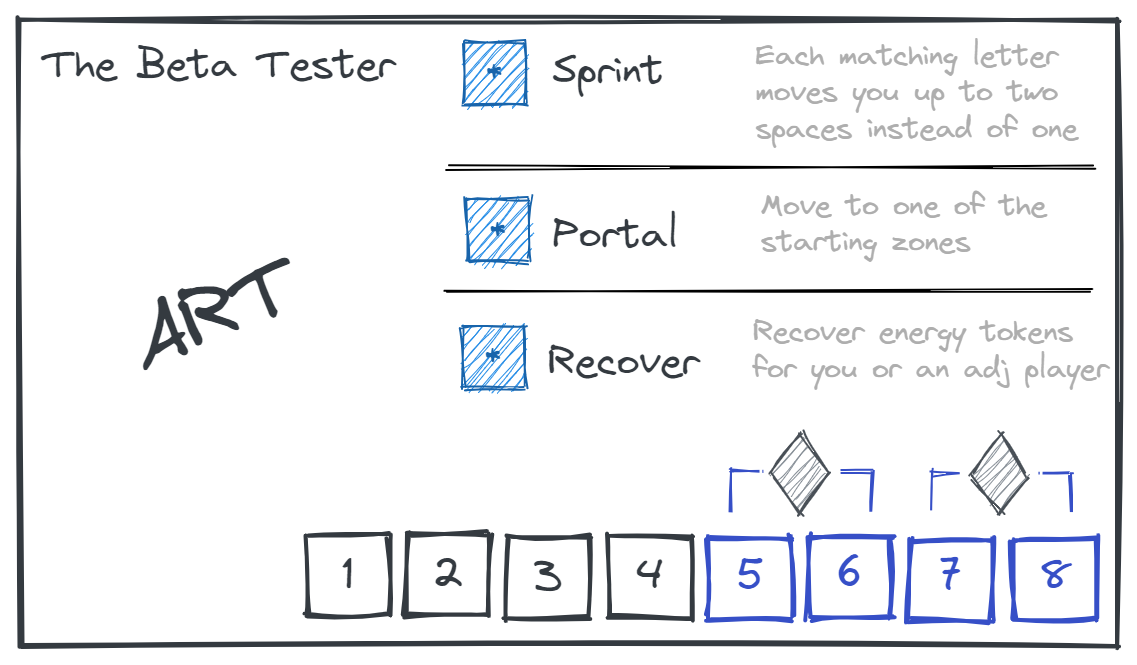 The Beta Tester
* Sprint
Each matching letter
moves you up to two
spaces instead of one
* Portal
Move to one of the
starting zones
ART
* Recover
Recover energy tokens
for you or an adj player
1 2 3 4 5 6 7 8